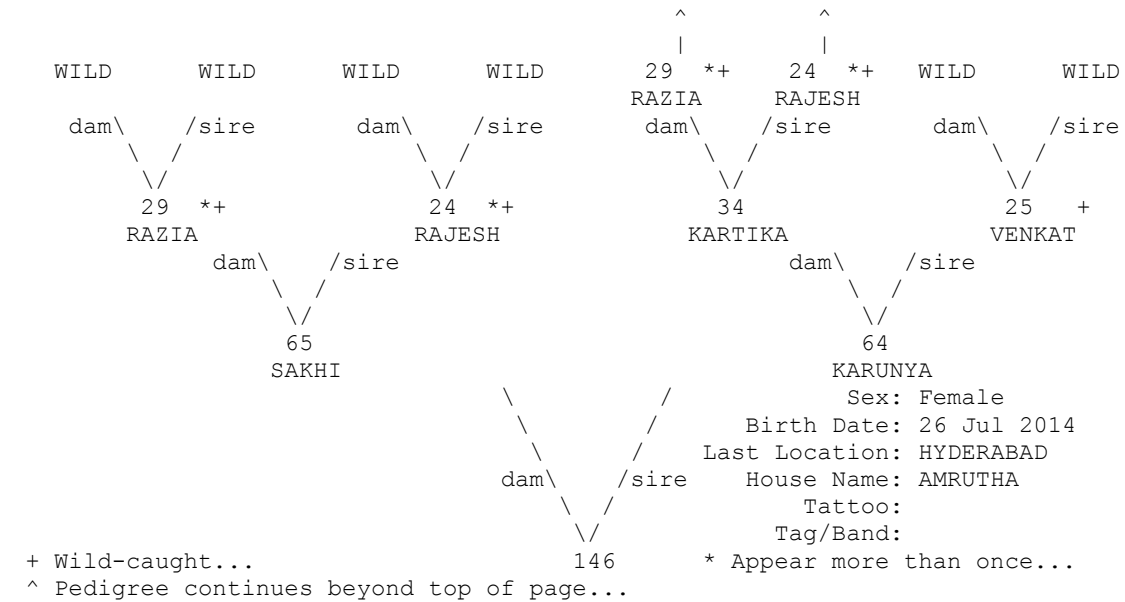 ^ ^
| |
WILD WILD WILD WILD 29 *+ 24 *+ WILD WILD
RAZIA RAJESH
dam\ /sire dam\ /sire dam\ /sire dam\ /sire
\ / \ / \ / \ /
\/ \/ \/ \/
29 *+ 24 *+ 34 25 +
RAZIA RAJESH KARTIKA VENKAT
dam\ /sire dam\ /sire
\ / \ /
\/ \/
65 64
SAKHI KARUNYA
\ / Sex: Female
\ / Birth Date: 26 Jul 2014
\ / Last Location: HYDERABAD
dam\ /sire House Name: AMRUTHA
\ / Tattoo:
\/ Tag/Band:
+ Wild-caught... 146 * Appear more than once...
^ Pedigree continues beyond top of page...